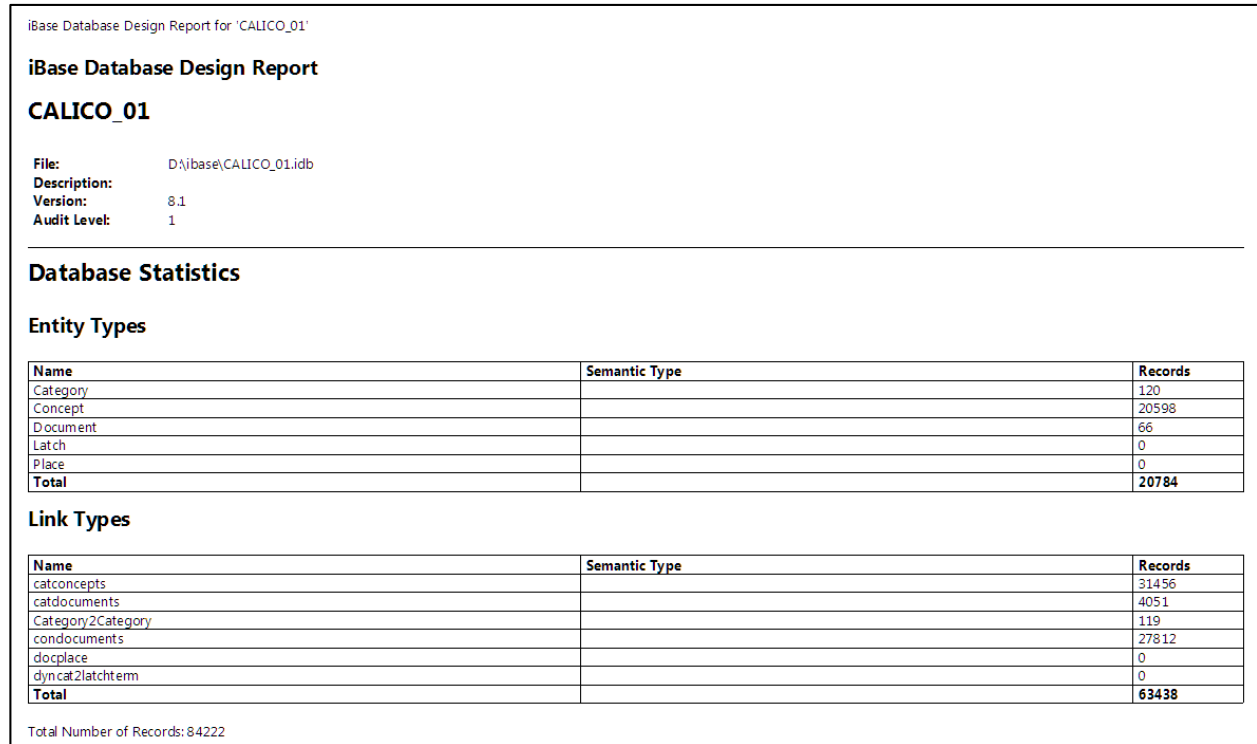 iBase Database Design Report for 'CALICO_01'
iBase Database Design Report
CALICO_01
File: D:\ibase\CALICO_01.idb
Description:
Version: 8.1
Audit Level: 1
Database Statistics
Entity Types
Name Semantic Type Records
Category 120
Concept 20598
Document 66
Latch 0
Place 0
Total 20784
Link Types
Name Semantic Type Records
catconcepts 31456
catdocuments 4051
Category2Category 119
condocuments 27812
docplace 0
dyncat2latchterm 0
Total 63438
Total Number of Records: 84222